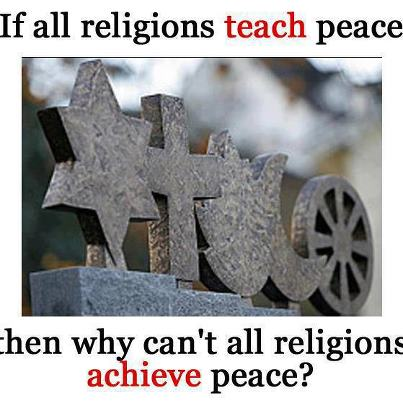 If all religions teach peace
then why can't all religions
achieve peace?